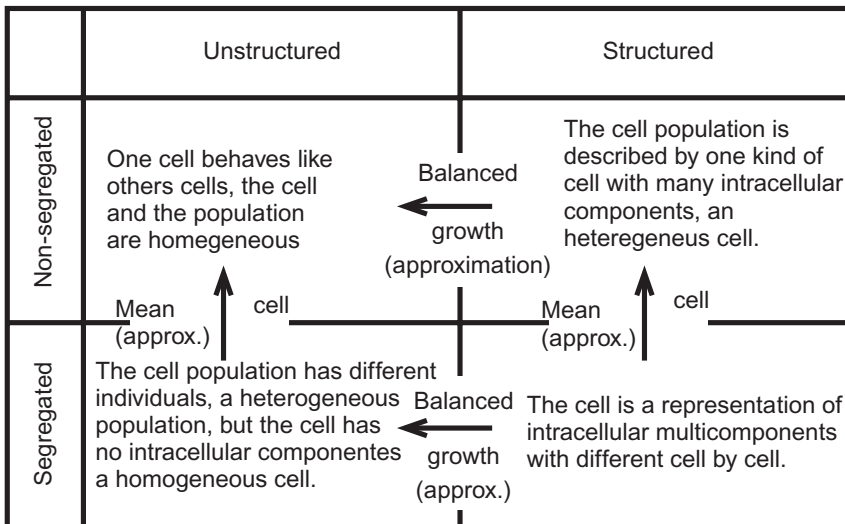 Unstructured
Structured
Non-segregated
One cell behaves like
others cells, the cell
and the population
are homegeneous
Balanced
growth
(approximation)
The cell population is
described by one kind of
cell with many intracellular
components, an
heteregeneus cell.
Mean
(approx.)
cell
Mean
(approx.)
cell
Segregated
The cell population has different
individuals, a heterogeneous
population, but the cell has
no intracellular componentes
a homogeneous cell.
Balanced
growth
(approx.)
The cell is a representation of
intracellular multicomponents
with different cell by cell.